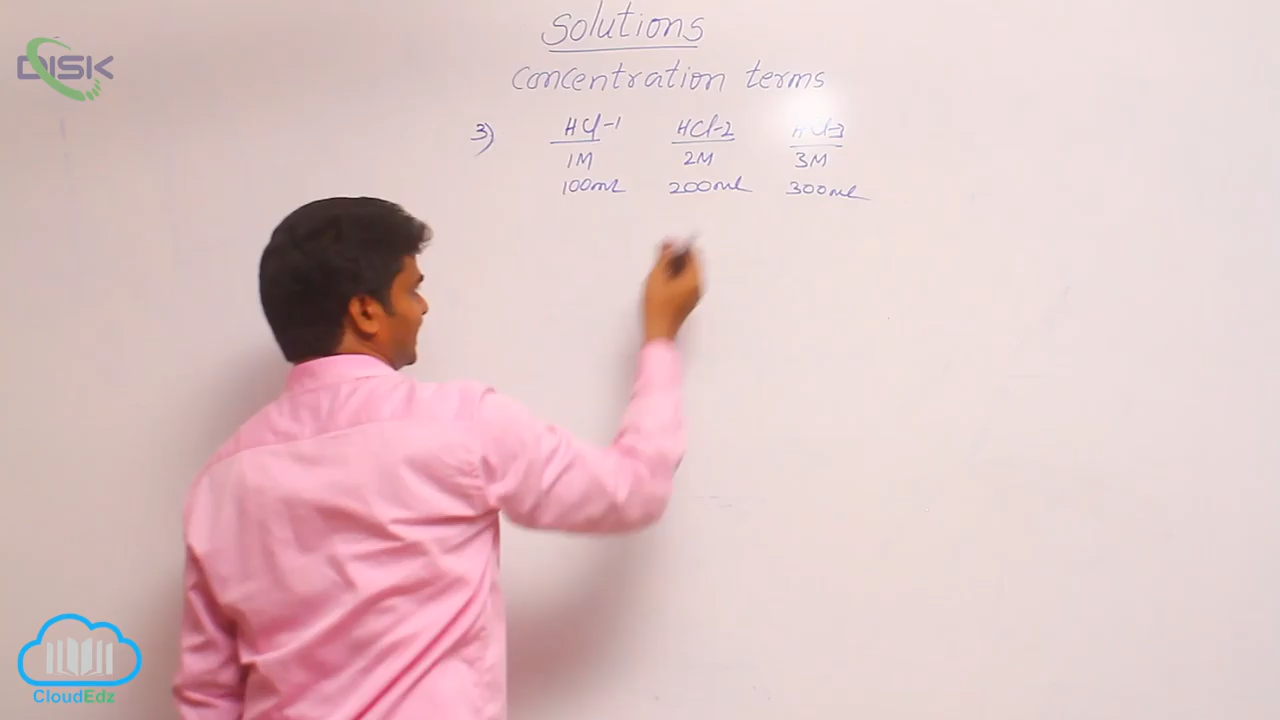 DISK
Solutions
Concentration terms
3) HCl-1 HCl-2 HCl-3
1M 2M 3M
100mL 200mL 300mL
CloudEdz